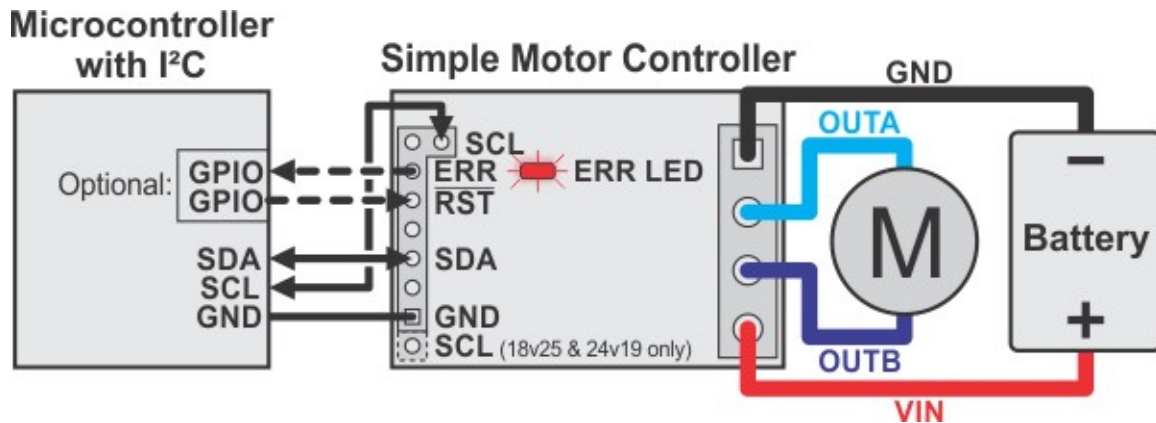 Microcontroller
with I²C
Simple Motor Controller
GND
OUTA
SCL
Optional:
GPIO
ERR
ERR LED
GPIO
RST
M
Battery
SDA
SDA
SCL
GND
GND
SCL (18v25 & 24v19 only)
OUTB
VIN
−
+